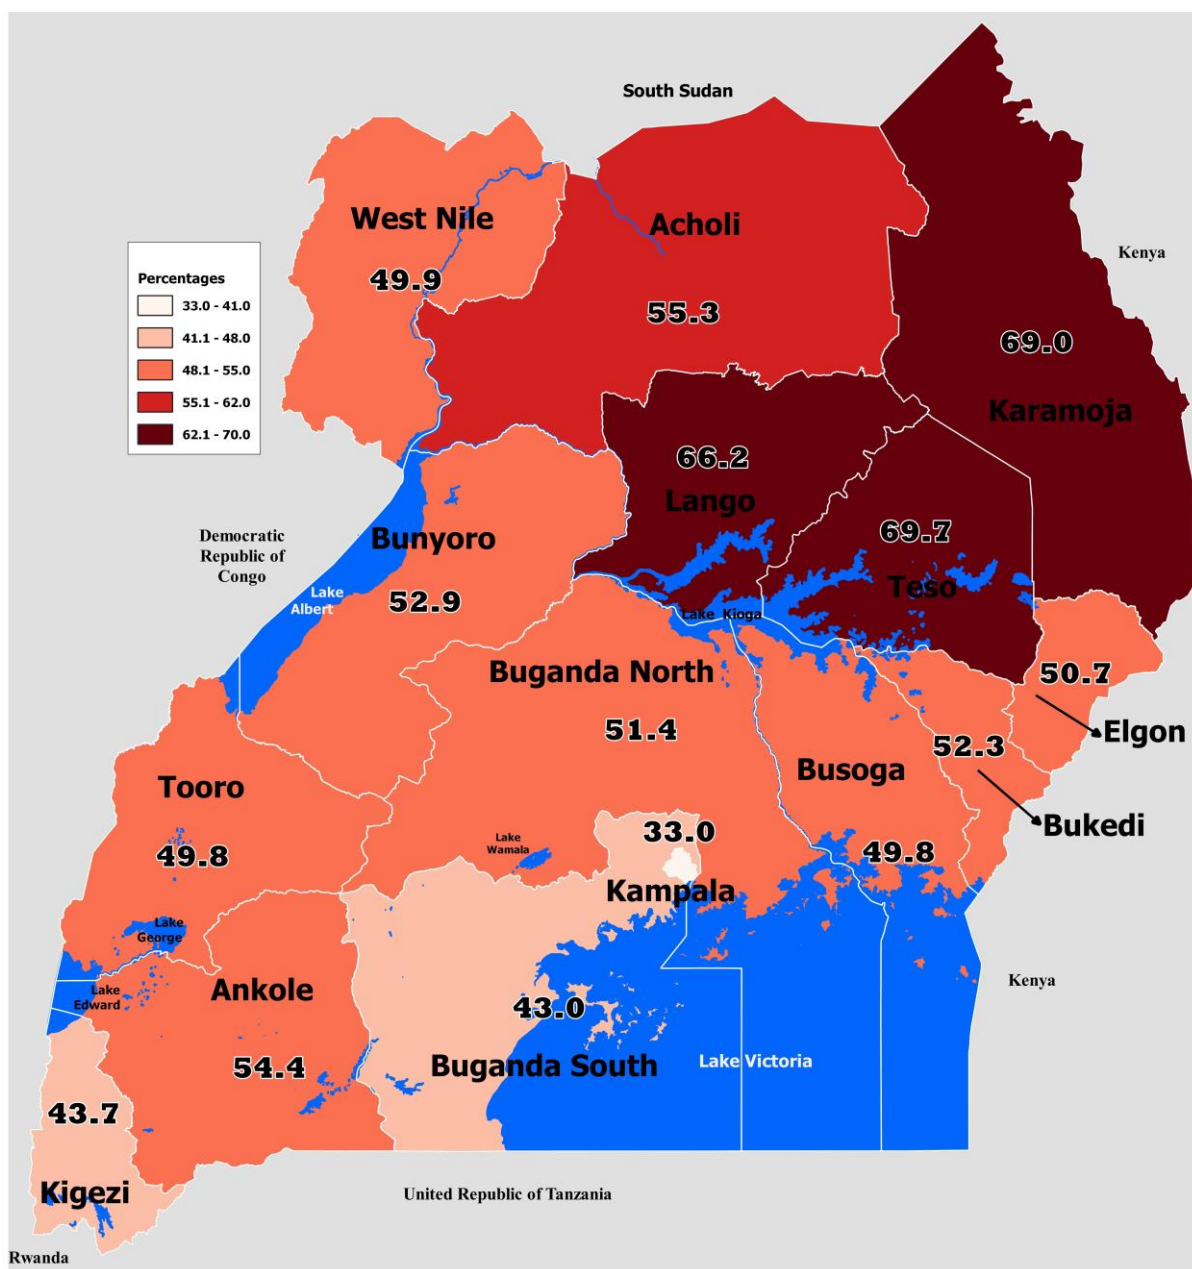 South Sudan
West Nile
49.9
Acholi
55.3
Kenya
Percentages
33.0 - 41.0
41.1 - 48.0
48.1 - 55.0
55.1 - 62.0
62.1 - 70.0
69.0
Karamoja
66.2
Lango
69.7
Teso
Democratic
Republic of
Congo
Bunyoro
52.9
Lake
Albert
Lake Kioga
Buganda North
51.4
50.7
Elgon
52.3
Bukedi
Busoga
49.8
Tooro
49.8
Lake
Wamala
33.0
Kampala
Lake
George
Lake
Edward
Ankole
54.4
43.0
Buganda South
Lake Victoria
Kenya
43.7
Kigezi
United Republic of Tanzania
Rwanda